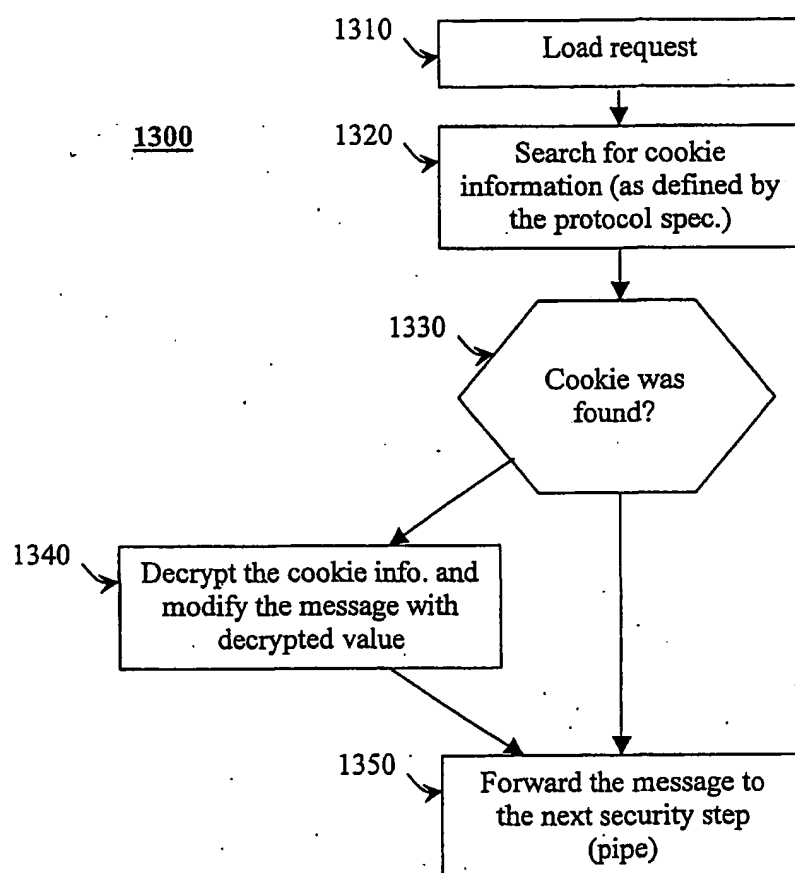 1310
Load request
1300
1320
Search for cookie
information (as defined by
the protocol spec.)
1330
Cookie was
found?
1340
Decrypt the cookie info. and
modify the message with
decrypted value
1350
Forward the message to
the next security step
(pipe)